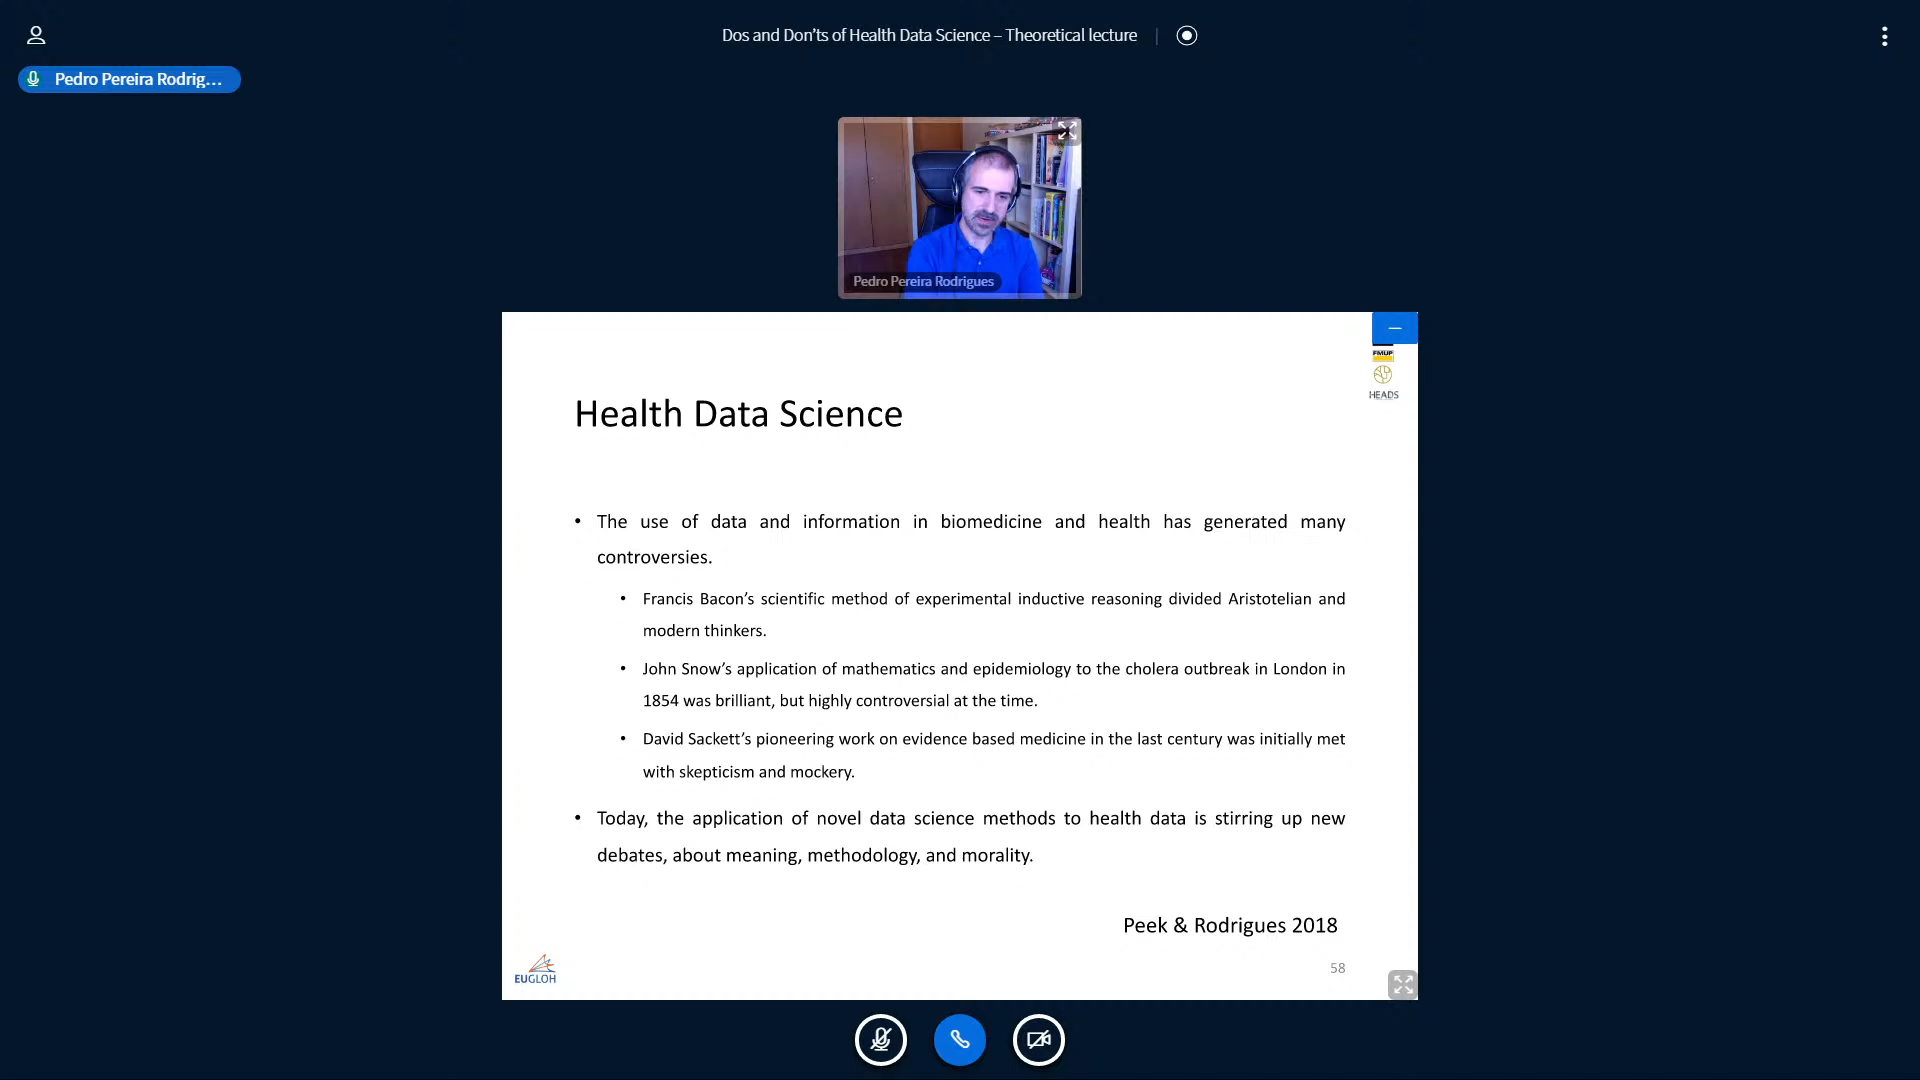 Dos and Don’ts of Health Data Science – Theoretical lecture
Pedro Pereira Rodrig...
Pedro Pereira Rodrigues
FMUP
HEADS
Health Data Science
• The use of data and information in biomedicine and health has generated many
controversies.
• Francis Bacon’s scientific method of experimental inductive reasoning divided Aristotelian and
modern thinkers.
• John Snow’s application of mathematics and epidemiology to the cholera outbreak in London in
1854 was brilliant, but highly controversial at the time.
• David Sackett’s pioneering work on evidence based medicine in the last century was initially met
with skepticism and mockery.
• Today, the application of novel data science methods to health data is stirring up new
debates, about meaning, methodology, and morality.
Peek & Rodrigues 2018
EUGLOH
58